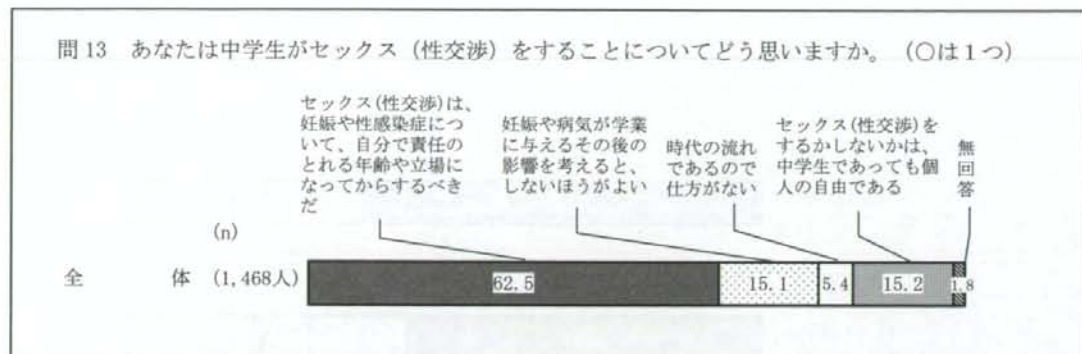 問 13　あなたは中学生がセックス（性交渉）をすることについてどう思いますか。（○は１つ）
セックス(性交渉)は、
妊娠や性感染症につ
いて、自分で責任の
とれる年齢や立場に
なってからするべき
だ
妊娠や病気が学業
に与えるその後の
影響を考えると、
しないほうがよい
時代の流れ
であるので
仕方がない
セックス(性交渉)を
するかしないかは、
中学生であっても個
人の自由である
無回答
(n)
全　体　(1,468人)
62.5　15.1　5.4　15.2　1.8